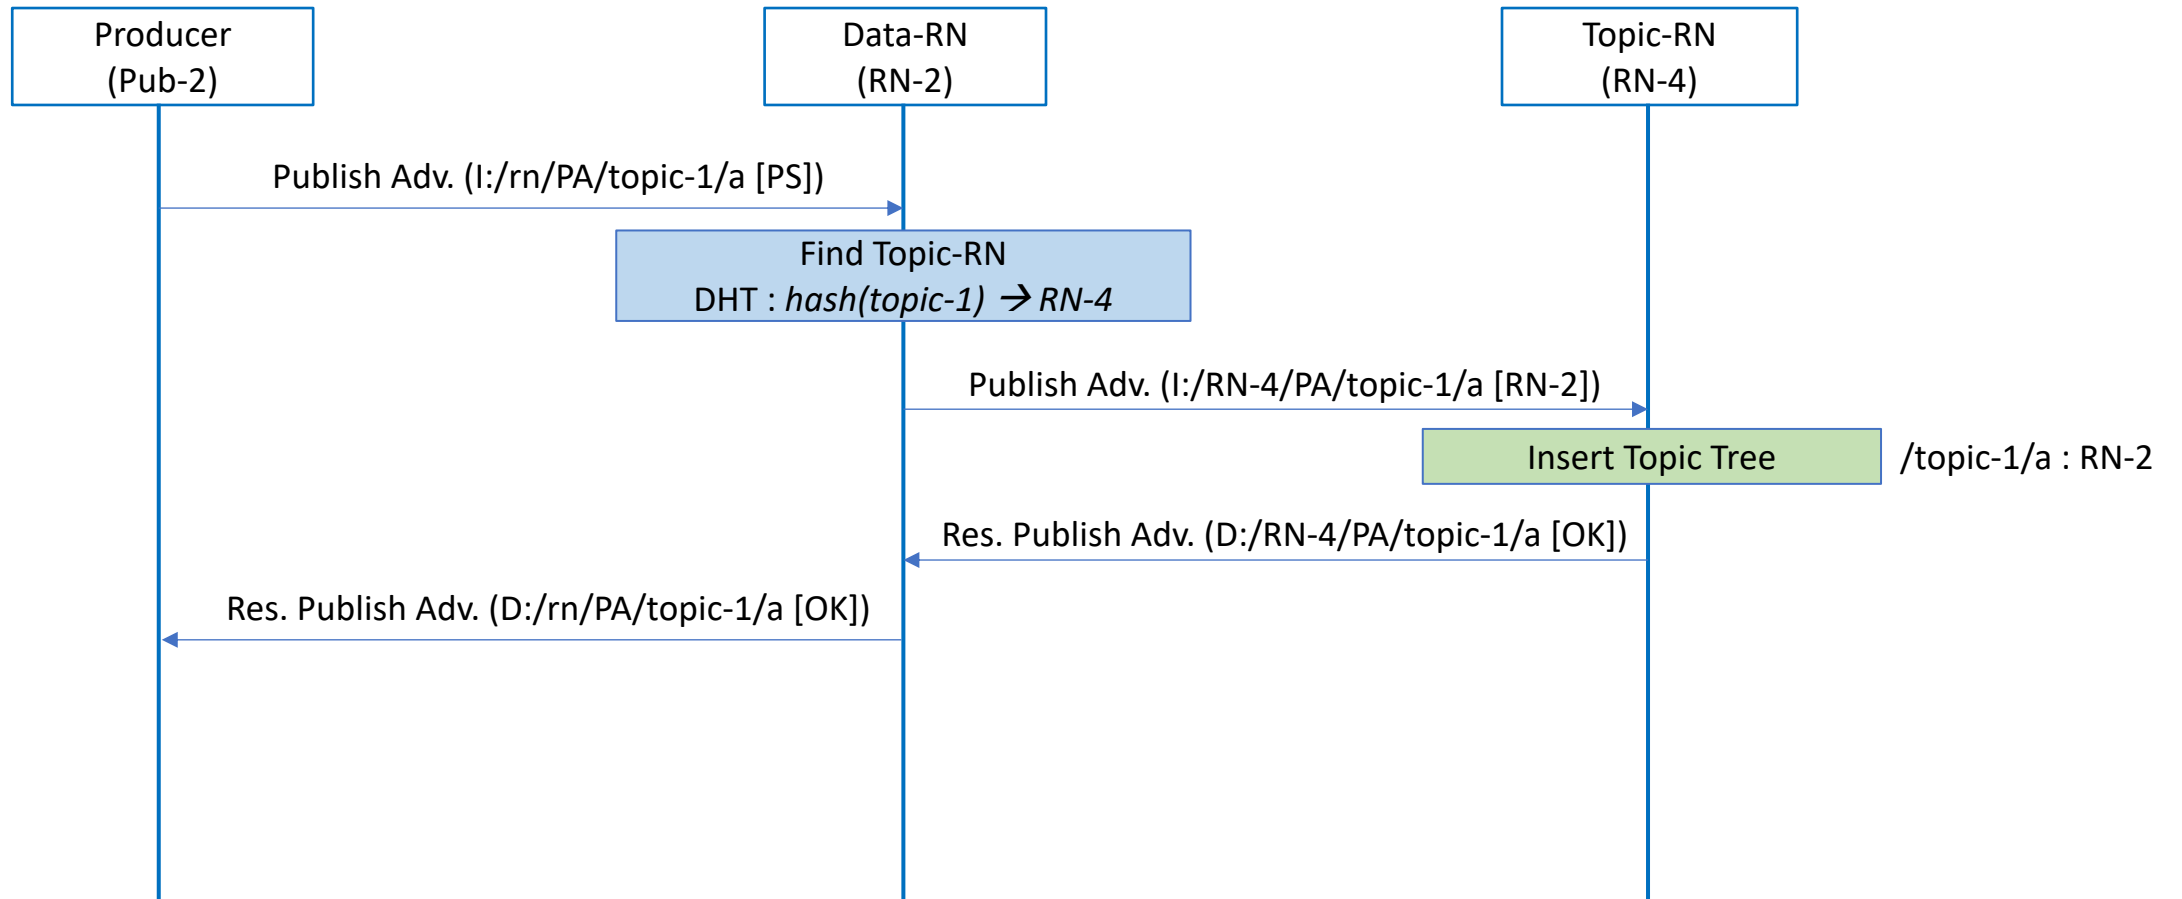 Producer
(Pub-2)
Data-RN
(RN-2)
Topic-RN
(RN-4)
Publish Adv. (I:/rn/PA/topic-1/a [PS])
Find Topic-RN
DHT : hash(topic-1) → RN-4
Publish Adv. (I:/RN-4/PA/topic-1/a [RN-2])
Insert Topic Tree
/topic-1/a : RN-2
Res. Publish Adv. (D:/RN-4/PA/topic-1/a [OK])
Res. Publish Adv. (D:/rn/PA/topic-1/a [OK])